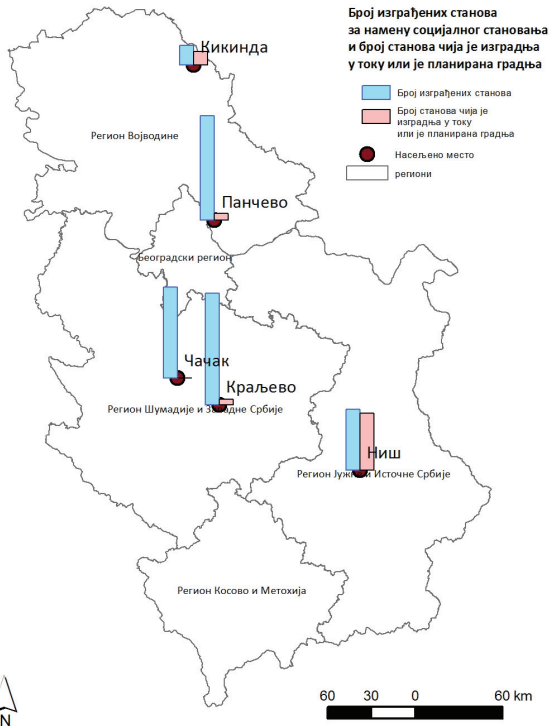 Број изграђених станова
за намену социјалног становања
и број станова чија је изградња
у току или је планирана градња
Број изграђених станова
Број станова чија је
изградња у току
или је планирана градња
Насељено место
региони
Кикинда
Регион Војводине
Панчево
Београдски регион
Чачак
Краљево
Регион Шумадије и Западне Србије
Ниш
Регион Јужне и Источне Србије
Регион Косово и Метохија
60 30 0 60 km
N